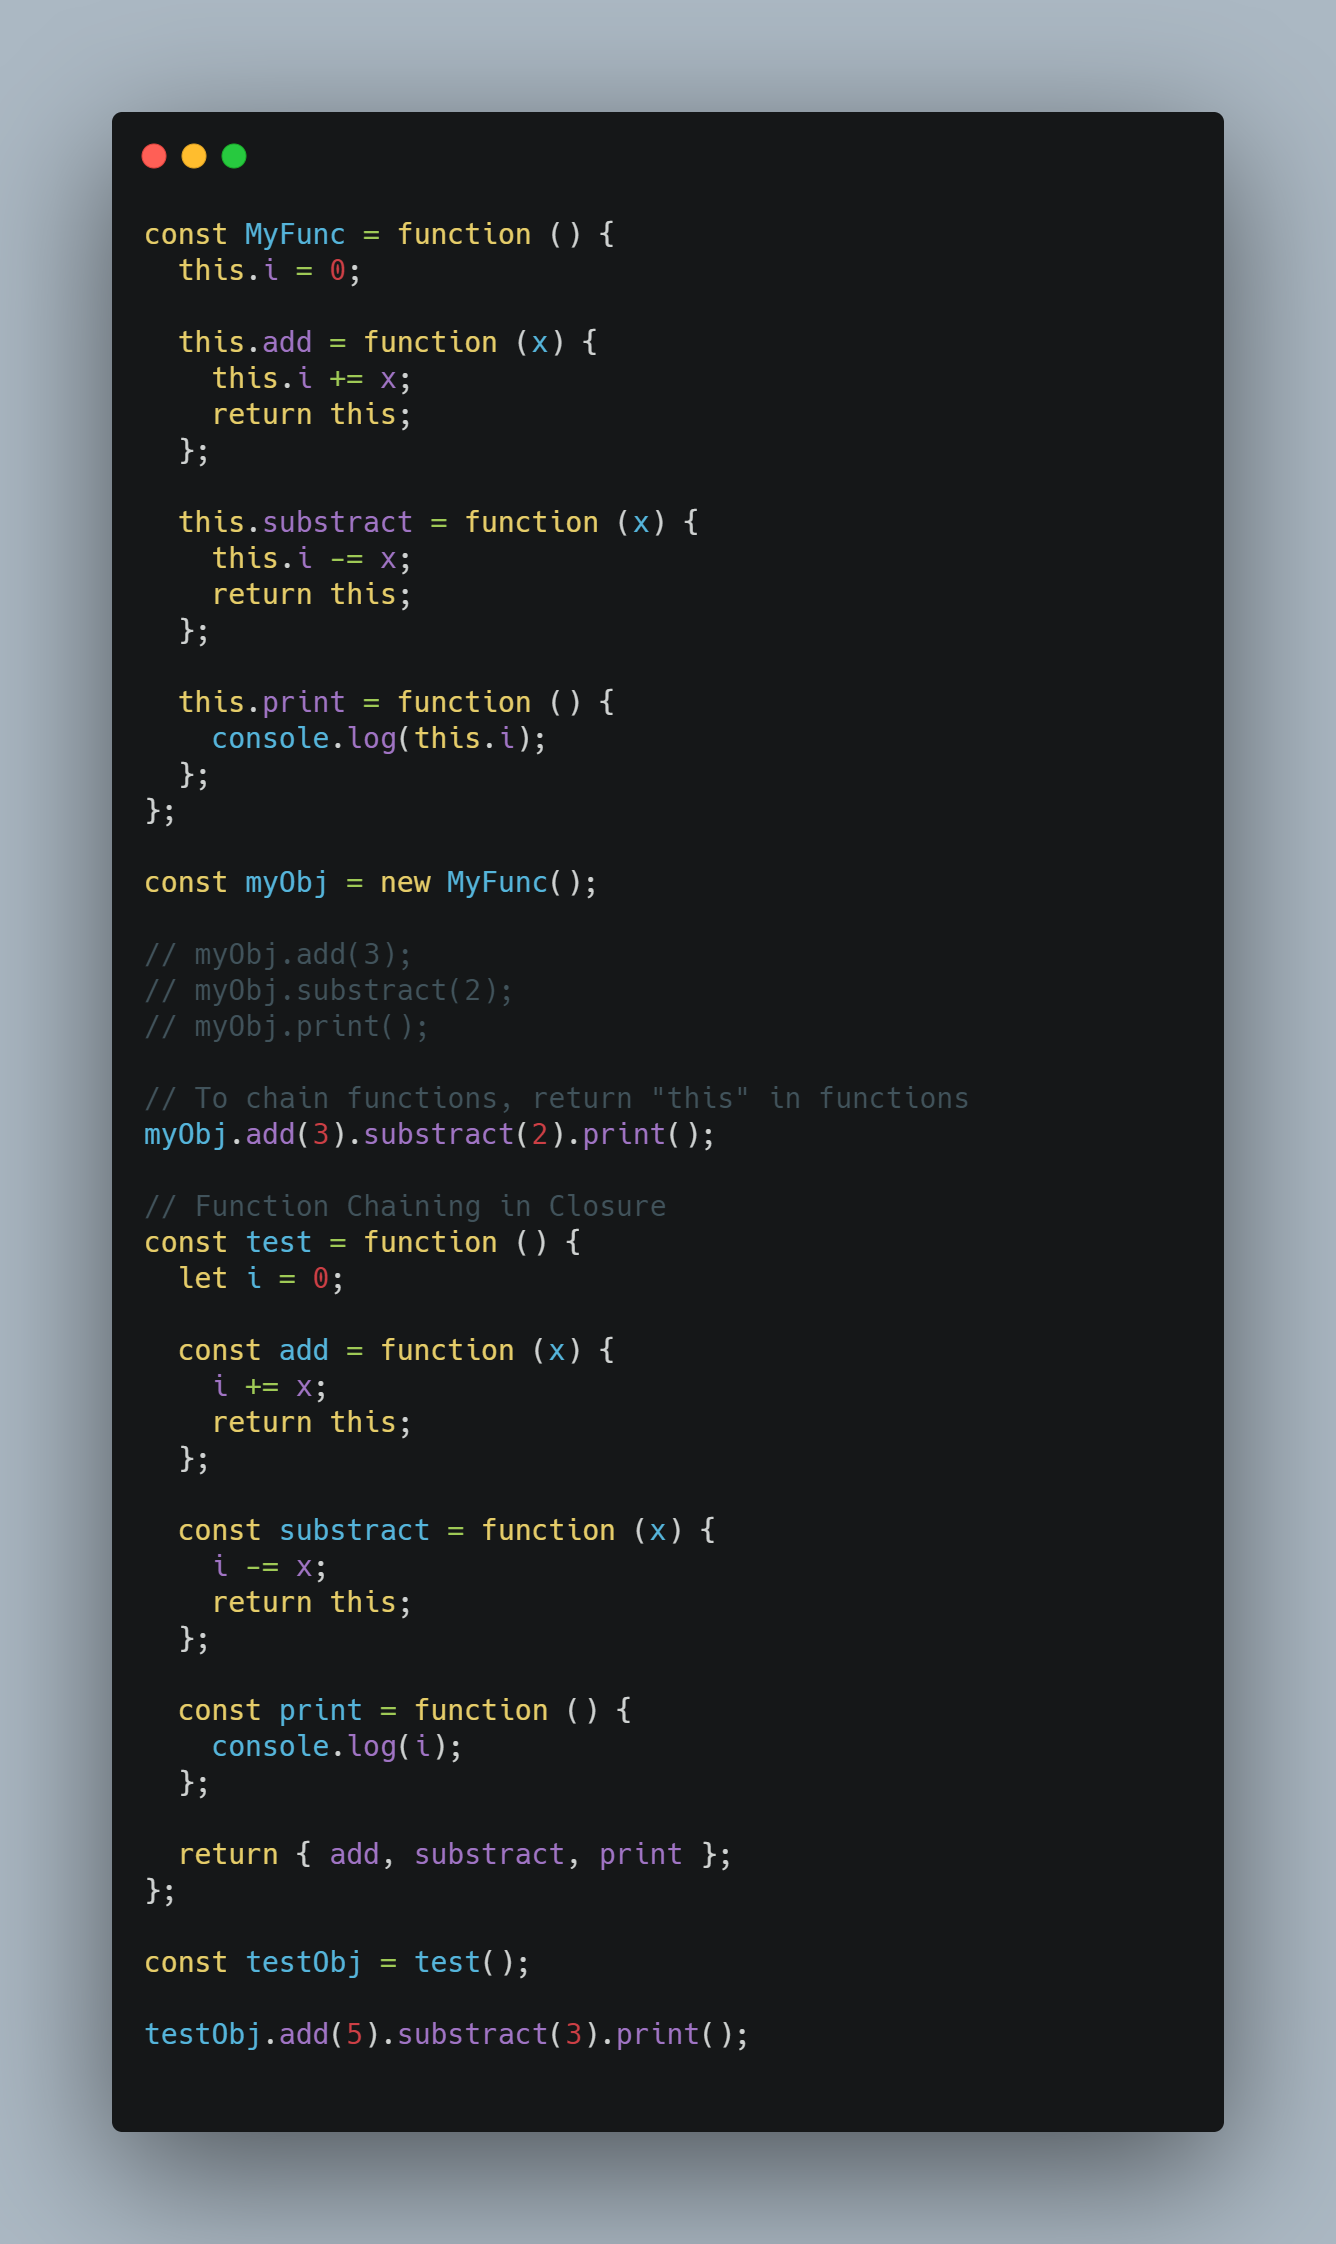 const MyFunc = function () {
  this.i = 0;

  this.add = function (x) {
    this.i += x;
    return this;
  };

  this.substract = function (x) {
    this.i -= x;
    return this;
  };

  this.print = function () {
    console.log(this.i);
  };
};

const myObj = new MyFunc();

// myObj.add(3);
// myObj.substract(2);
// myObj.print();

// To chain functions, return "this" in functions
myObj.add(3).substract(2).print();

// Function Chaining in Closure
const test = function () {
  let i = 0;

  const add = function (x) {
    i += x;
    return this;
  };

  const substract = function (x) {
    i -= x;
    return this;
  };

  const print = function () {
    console.log(i);
  };

  return { add, substract, print };
};

const testObj = test();

testObj.add(5).substract(3).print();